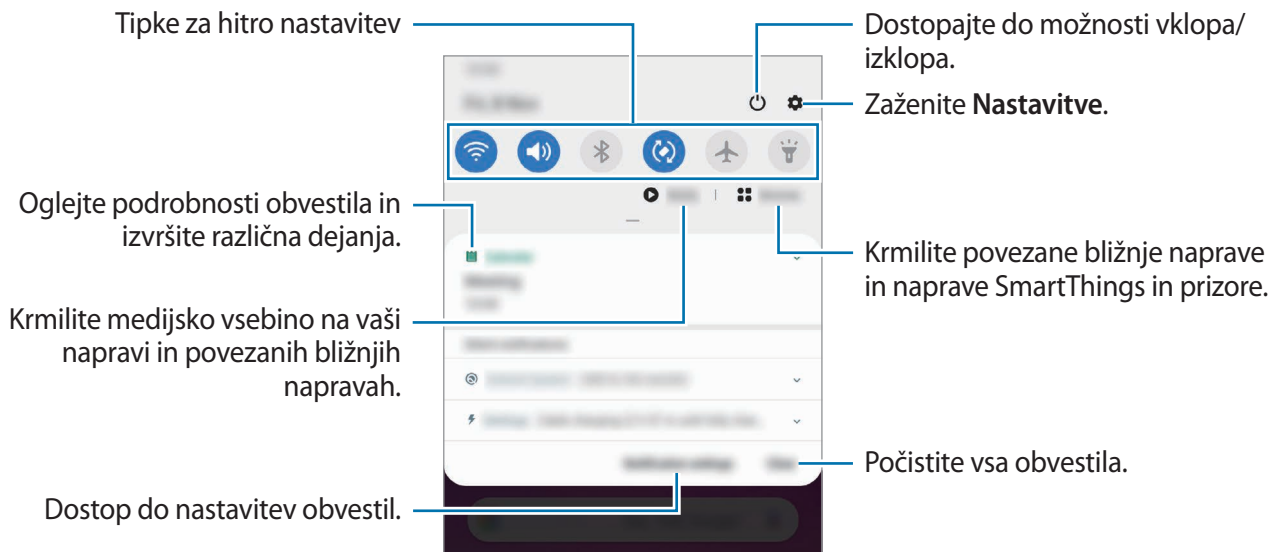 Tipke za hitro nastavitev
Dostopajte do možnosti vklopa/
izklopa.
Zaženite Nastavitve.
Oglejte podrobnosti obvestila in
izvršite različna dejanja.
Krmilite povezane bližnje naprave
in naprave SmartThings in prizore.
Krmilite medijsko vsebino na vaši
napravi in povezanih bližnjih
napravah.
Počistite vsa obvestila.
Dostop do nastavitev obvestil.